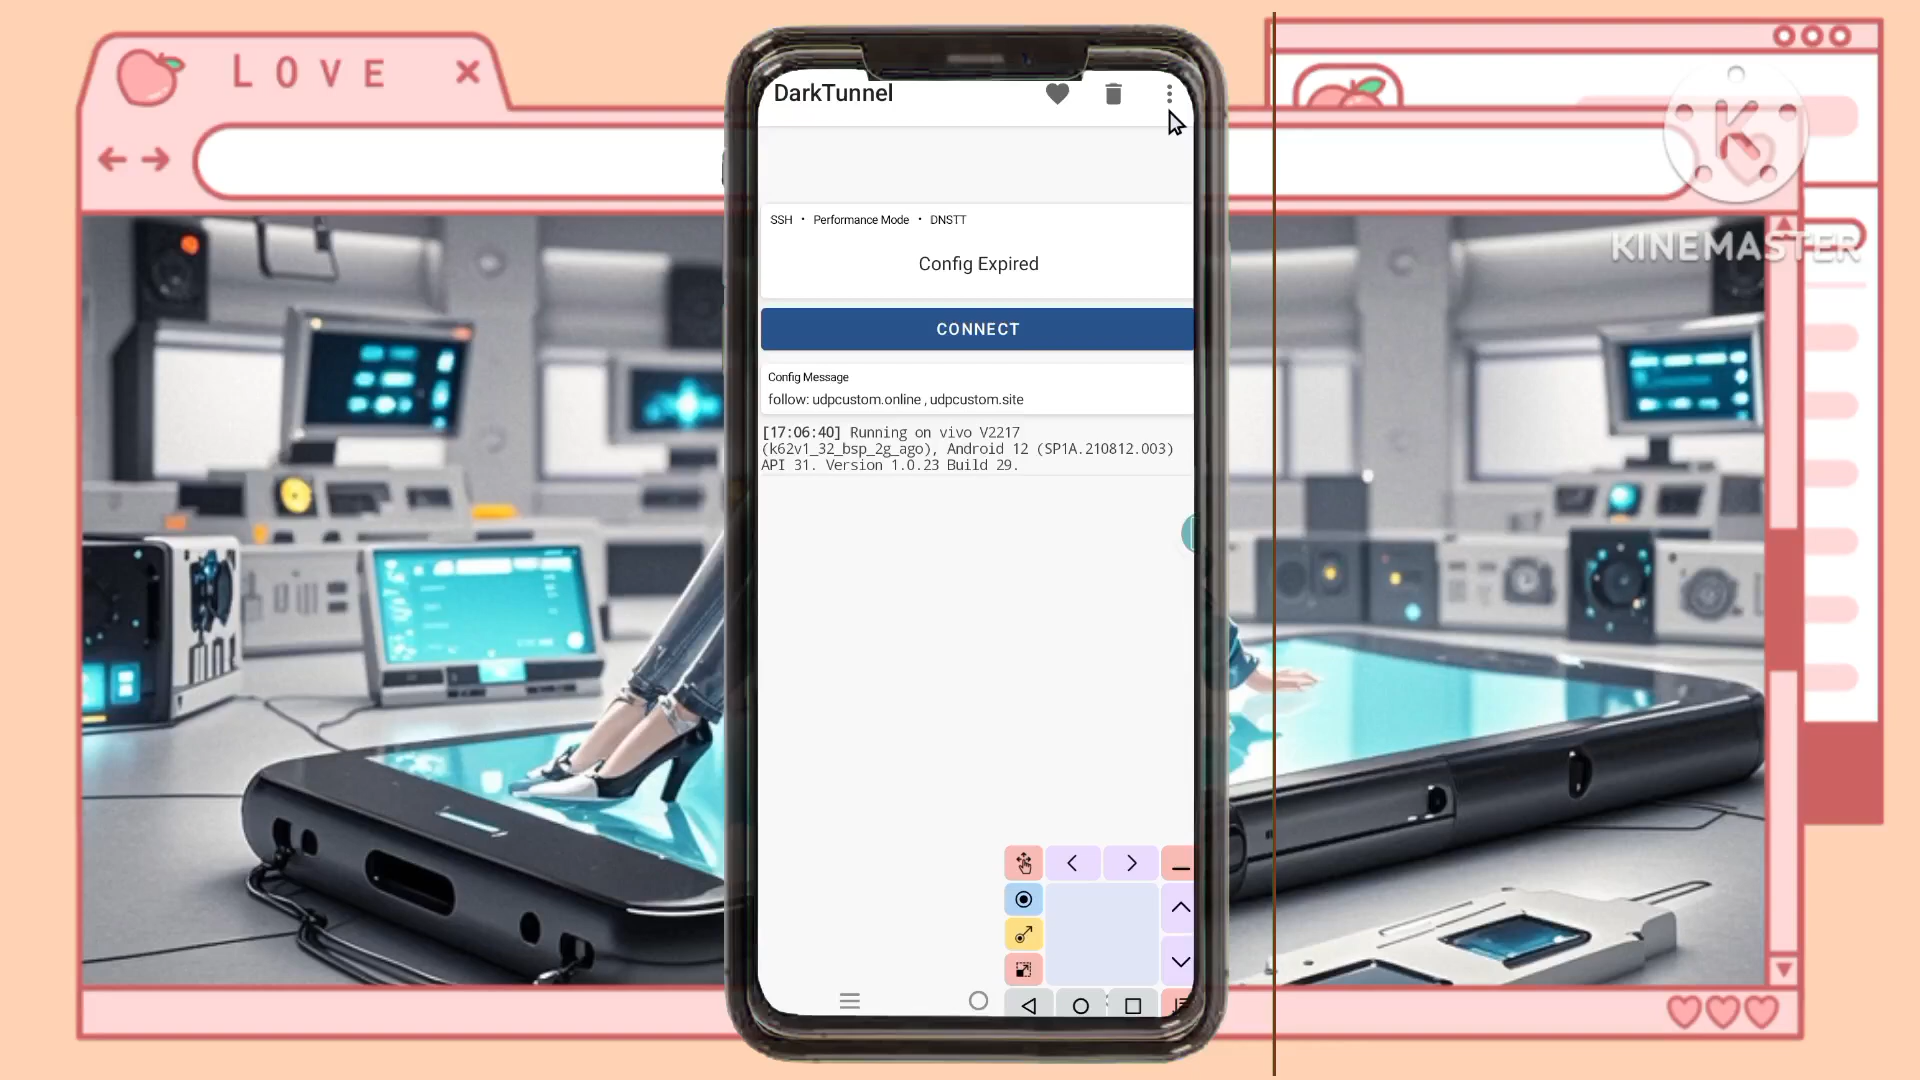 LOVE
DarkTunnel
SSH • Performance Mode • DNSTT
Config Expired
CONNECT
Config Message
follow: udpcustom.online , udpcustom.site
[17:06:40] Running on vivo V2217
(k62v1_32_bsp_2g_ago), Android 12 (SP1A.210812.003)
API 31. Version 1.0.23 Build 29.
K
KINEMASTER